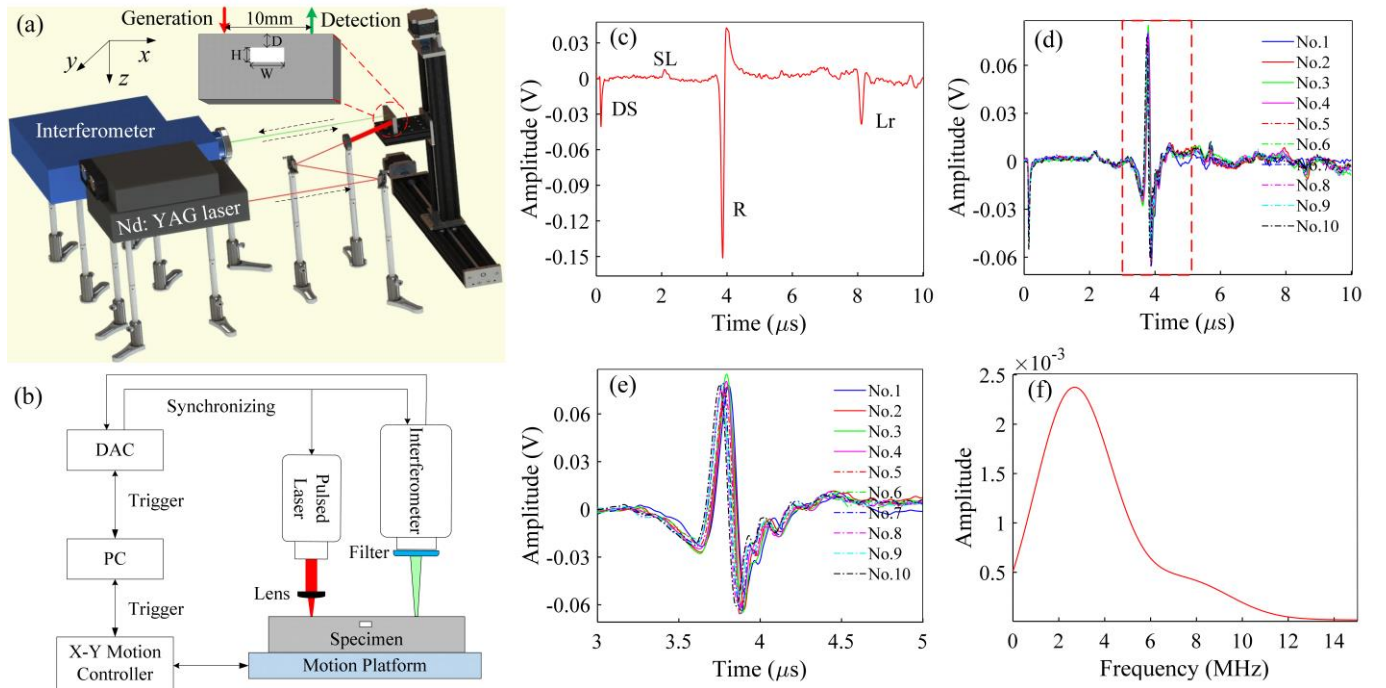 (a)
Generation
10mm
Detection
D
H
W
x
y
z
Interferometer
Nd: YAG laser
(b)
Synchronizing
DAC
Trigger
PC
Trigger
X-Y Motion
Controller
Pulsed
Laser
Interferometer
Filter
Lens
Specimen
Motion Platform
(c)
Amplitude (V)
0.03
0
-0.03
-0.06
-0.09
-0.12
-0.15
DS
SL
R
Lr
0 2 4 6 8 10
Time (μs)
(d)
Amplitude (V)
0.06
0.03
0
-0.03
-0.06
No.1
No.2
No.3
No.4
No.5
No.6
No.7
No.8
No.9
No.10
0 2 4 6 8 10
Time (μs)
(e)
Amplitude (V)
0.06
0.03
0
-0.03
-0.06
No.1
No.2
No.3
No.4
No.5
No.6
No.7
No.8
No.9
No.10
3 3.5 4 4.5 5
Time (μs)
(f)
×10-3
Amplitude
2.5
2
1.5
1
0.5
0 2 4 6 8 10 12 14
Frequency (MHz)